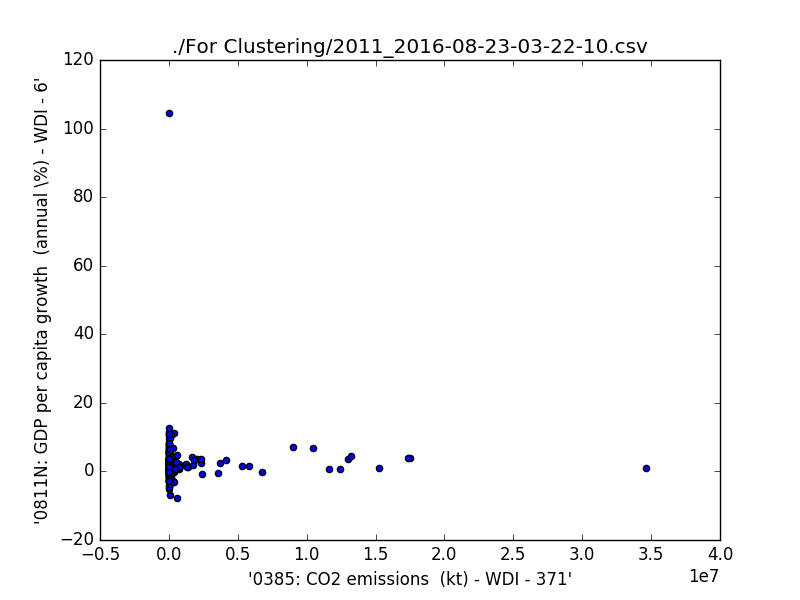 ./For Clustering/2011_2016-08-23-03-22-10.csv
'0811N: GDP per capita growth  (annual \%) - WDI - 6'
120
100
80
60
40
20
0
−20
−0.5 0.0 0.5 1.0 1.5 2.0 2.5 3.0 3.5 4.0
1e7
'0385: CO2 emissions  (kt) - WDI - 371'